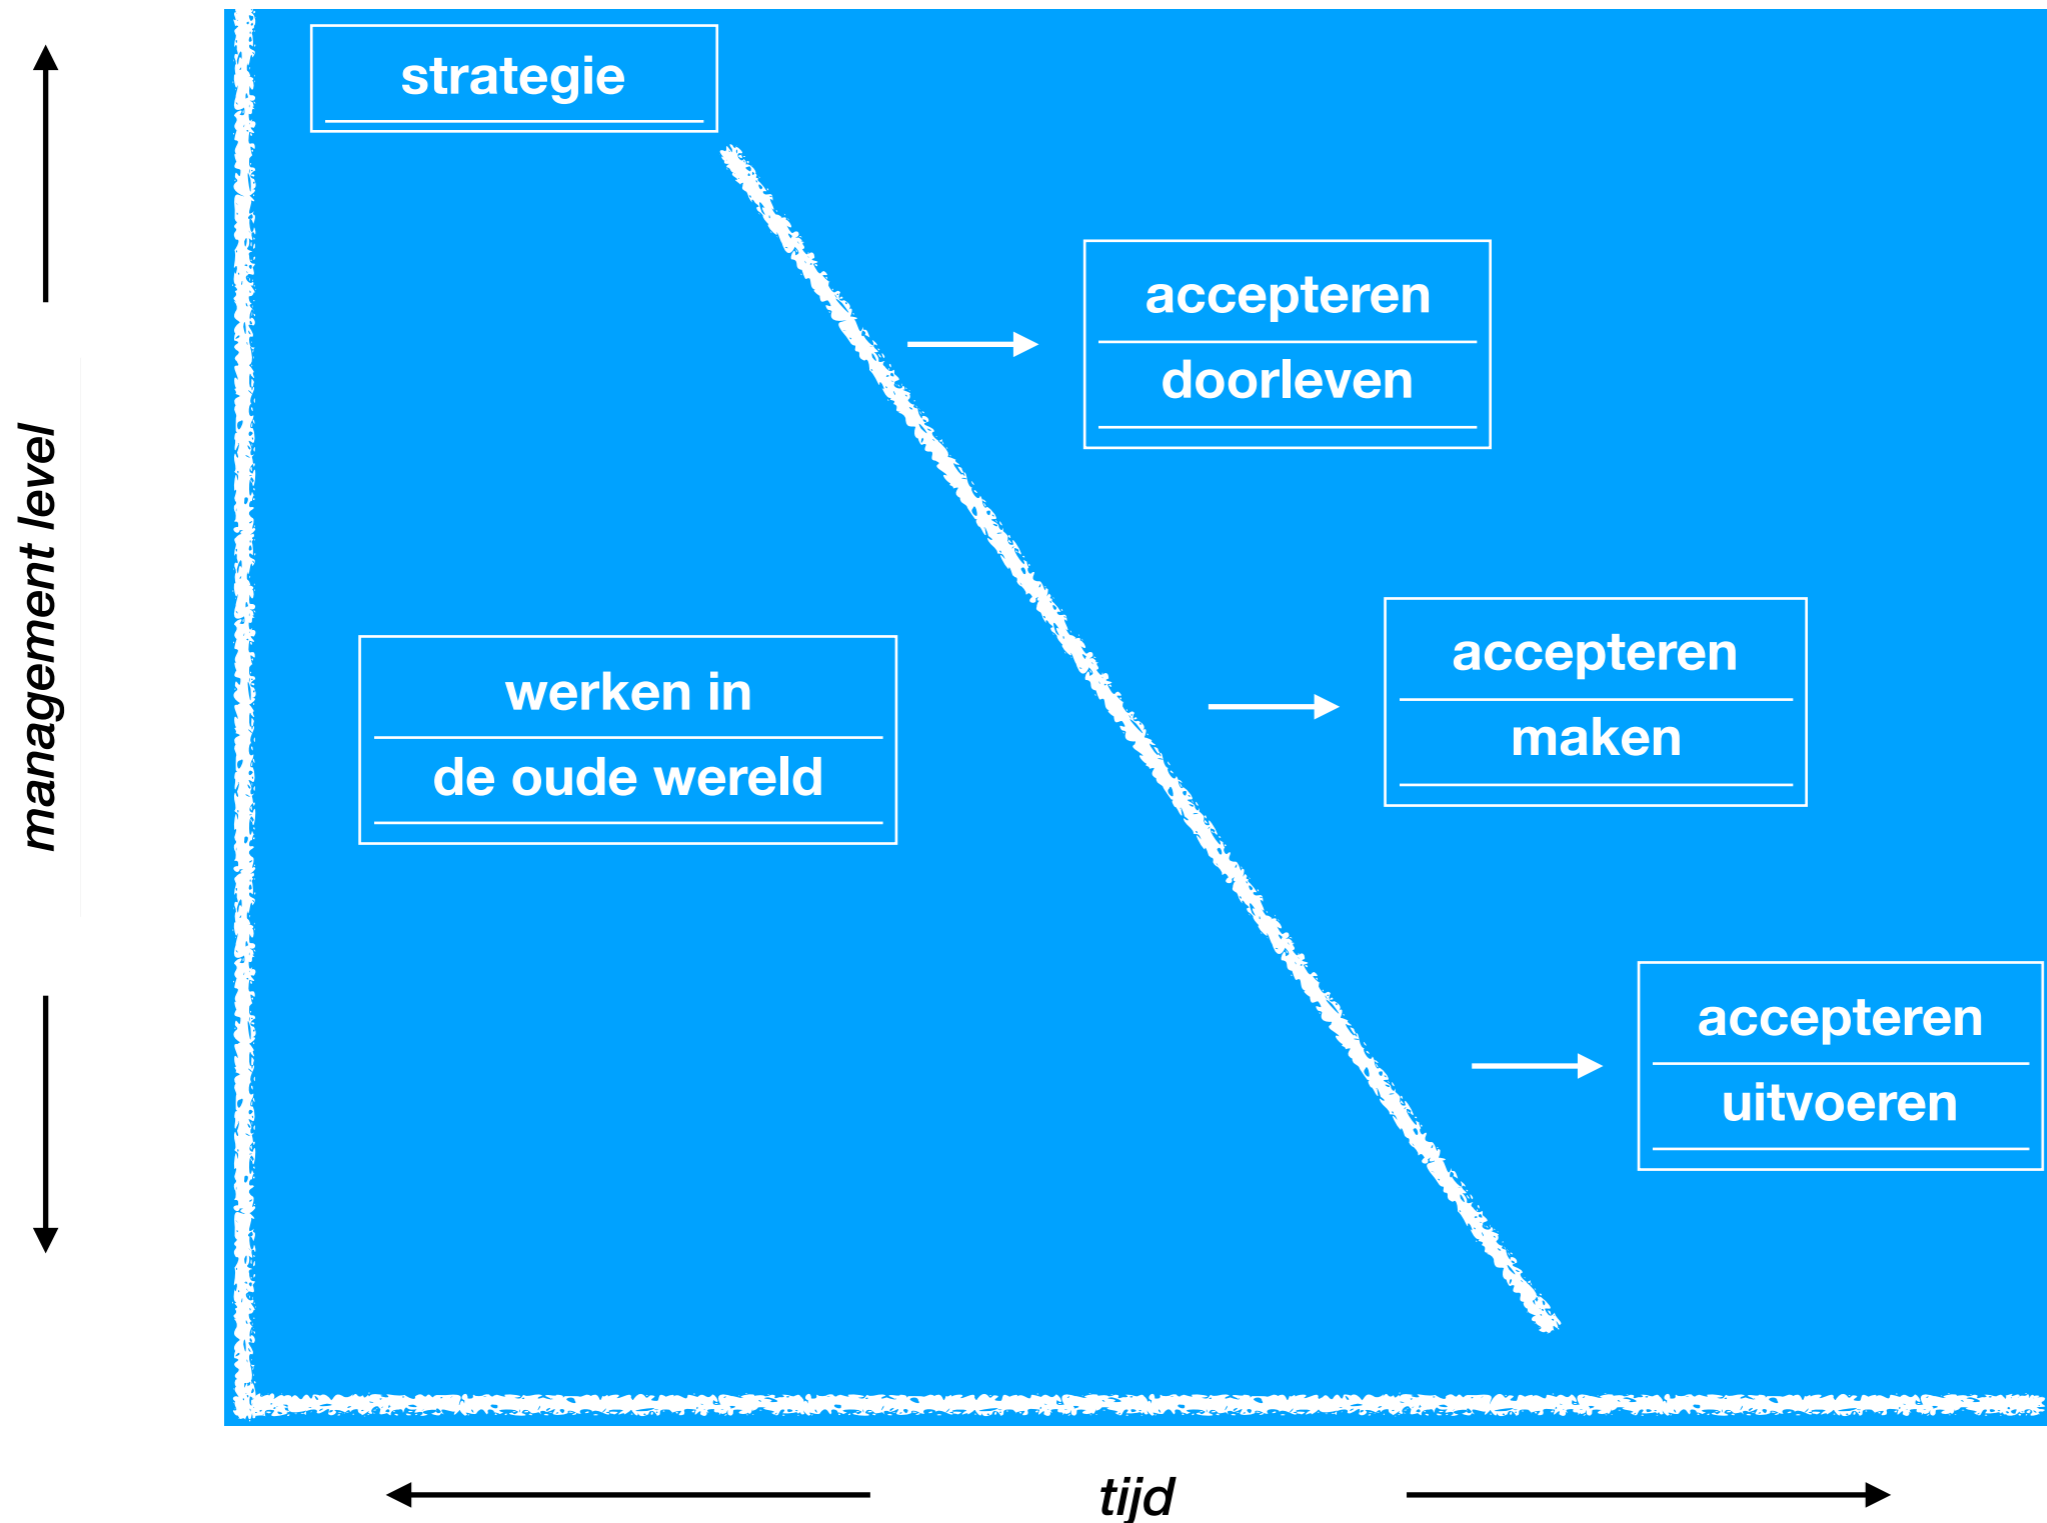 strategie
accepteren
doorleven
management level
werken in
de oude wereld
accepteren
maken
accepteren
uitvoeren
tijd